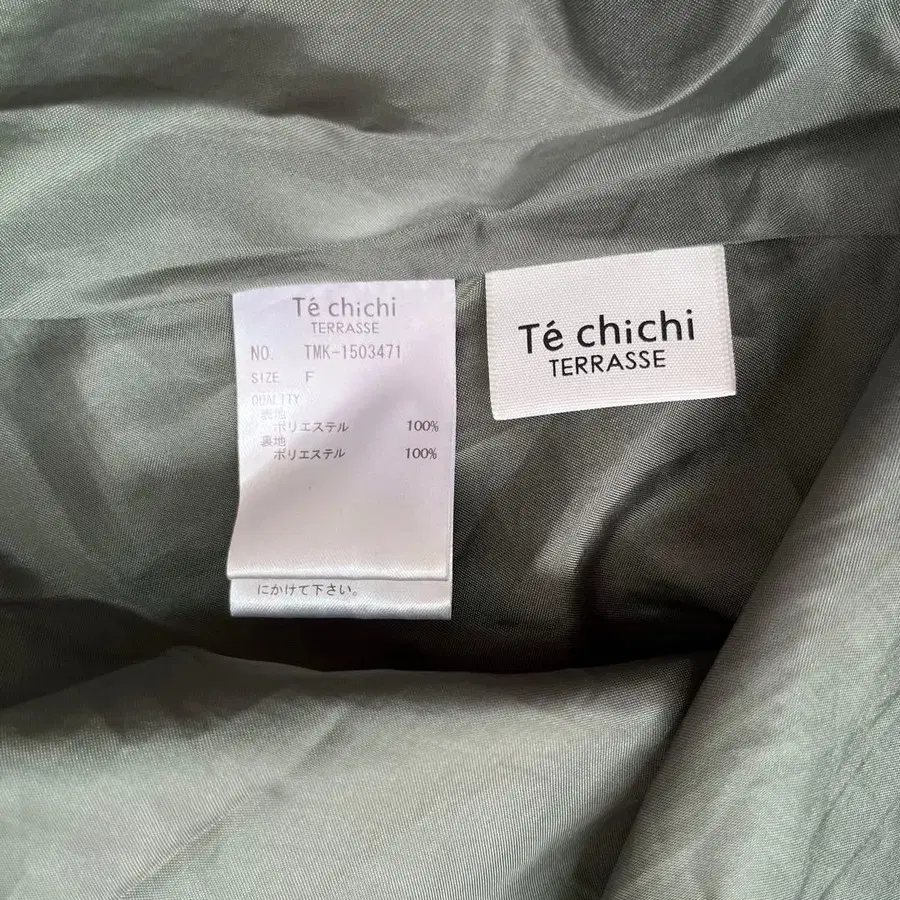 Té chichi
TERRASSE
NO. TMK-1503471
SIZE F
QUALITY
表地
ポリエステル 100%
裏地
ポリエステル 100%
にかけて下さい。
Té chichi
TERRASSE